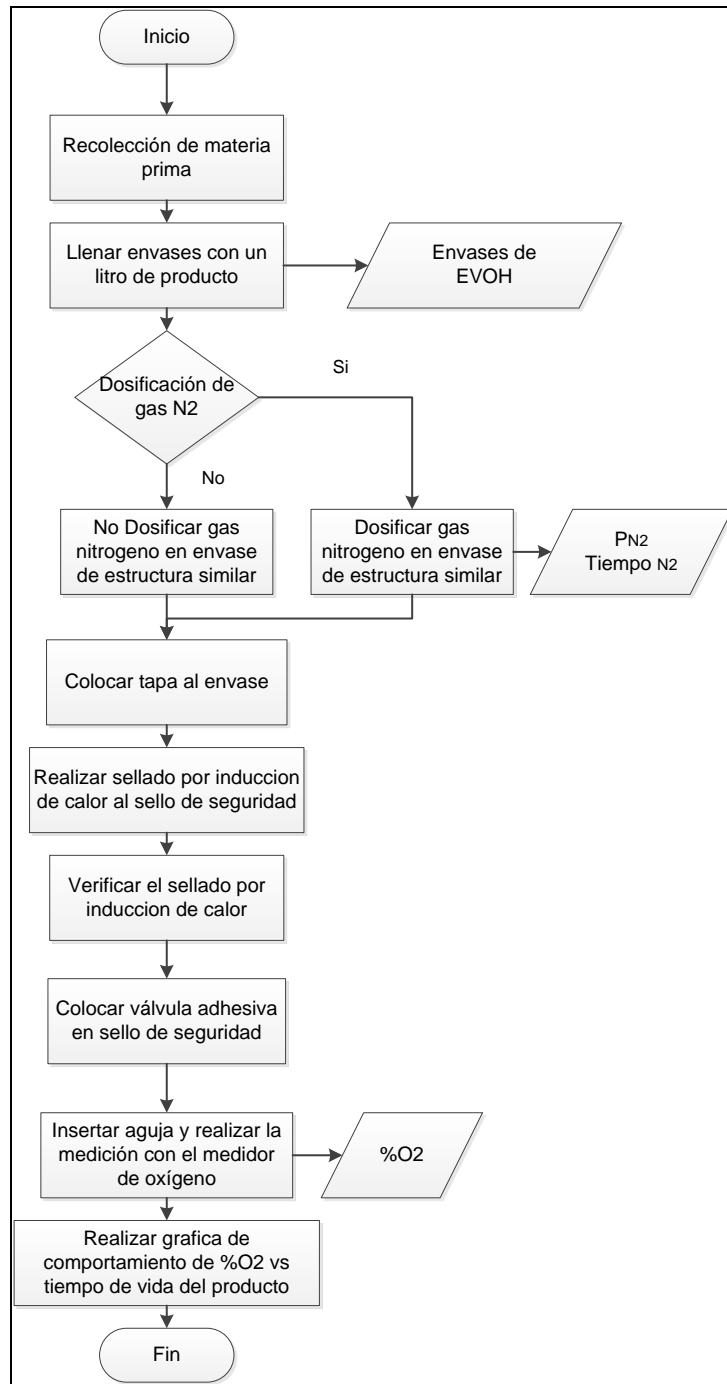 Inicio
Recolección de materia
prima
Llenar envases con un
litro de producto
Envases de
EVOH
Dosificación de
gas N2
Si
No
No Dosificar gas
nitrogeno en envase
de estructura similar
Dosificar gas
nitrogeno en envase
de estructura similar
PN2
Tiempo N2
Colocar tapa al envase
Realizar sellado por induccion
de calor al sello de seguridad
Verificar el sellado por
induccion de calor
Colocar válvula adhesiva
en sello de seguridad
Insertar aguja y realizar la
medición con el medidor
de oxígeno
%O2
Realizar grafica de
comportamiento de %O2 vs
tiempo de vida del producto
Fin